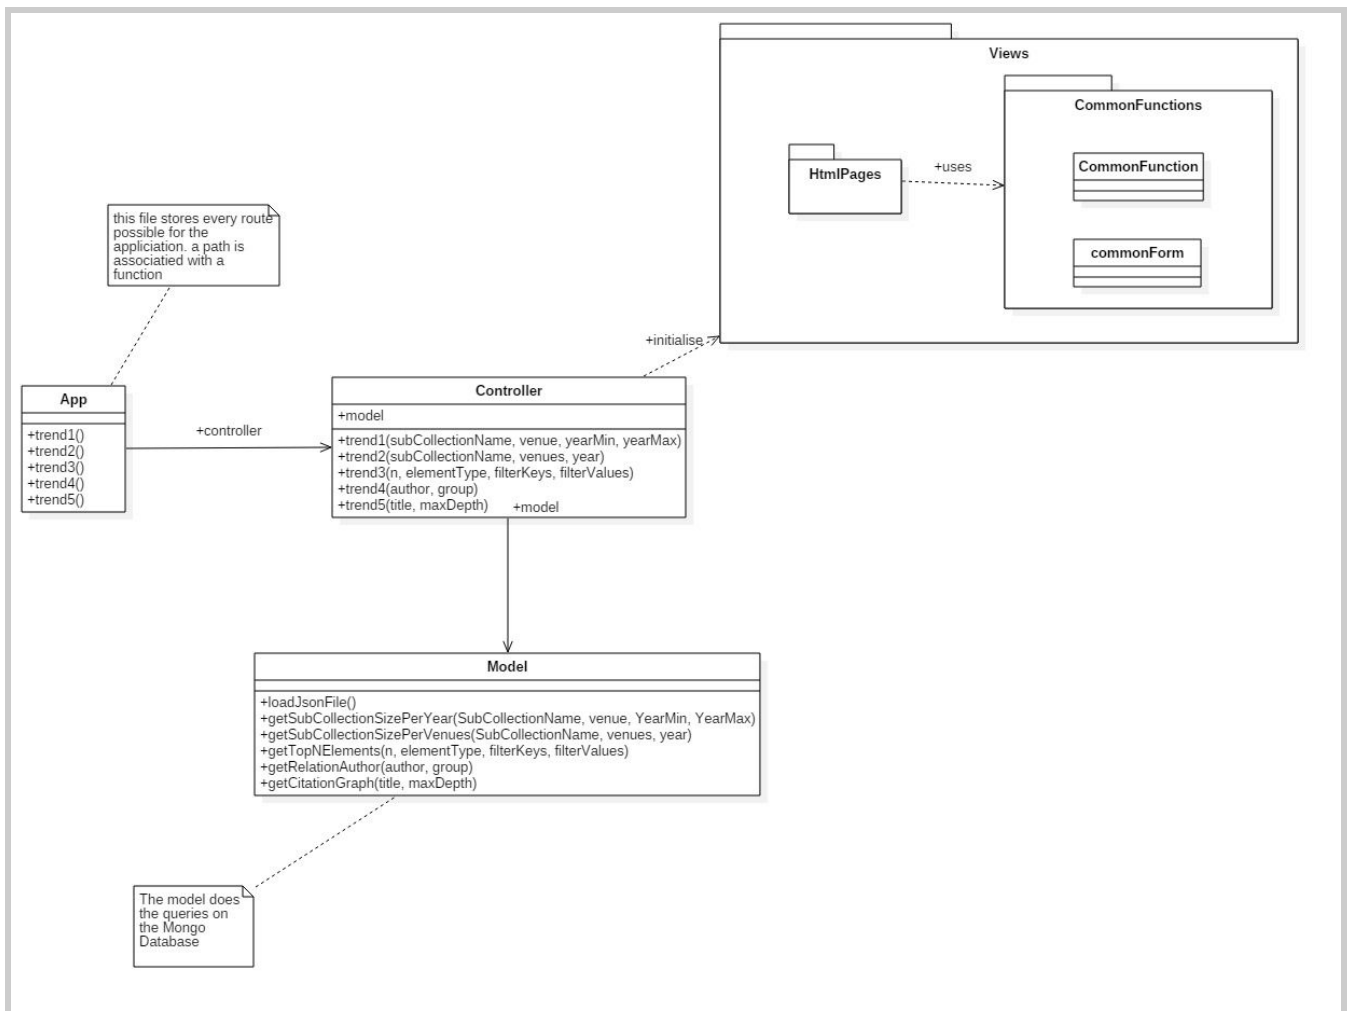 Views
CommonFunctions
HtmlPages
+uses
CommonFunction
commonForm
this file stores every route
possible for the
appliciation. a path is
associatied with a
function
+initialise
App
+trend1()
+trend2()
+trend3()
+trend4()
+trend5()
+controller
Controller
+model
+trend1(subCollectionName, venue, yearMin, yearMax)
+trend2(subCollectionName, venues, year)
+trend3(n, elementType, filterKeys, filterValues)
+trend4(author, group)
+trend5(title, maxDepth)
+model
Model
+loadJsonFile()
+getSubCollectionSizePerYear(SubCollectionName, venue, YearMin, YearMax)
+getSubCollectionSizePerVenues(SubCollectionName, venues, year)
+getTopNElements(n, elementType, filterKeys, filterValues)
+getRelationAuthor(author, group)
+getCitationGraph(title, maxDepth)
The model does
the queries on
the Mongo
Database